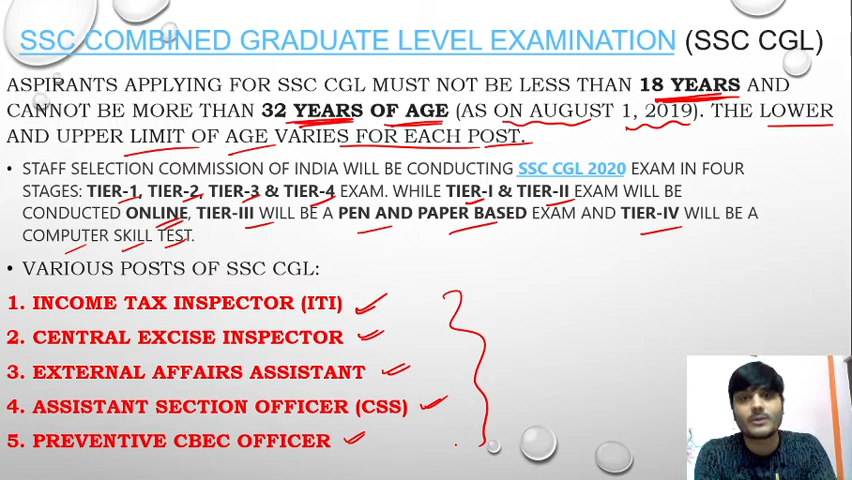 SSC COMBINED GRADUATE LEVEL EXAMINATION (SSC CGL)
ASPIRANTS APPLYING FOR SSC CGL MUST NOT BE LESS THAN 18 YEARS AND
CANNOT BE MORE THAN 32 YEARS OF AGE (AS ON AUGUST 1, 2019). THE LOWER
AND UPPER LIMIT OF AGE VARIES FOR EACH POST.
• STAFF SELECTION COMMISSION OF INDIA WILL BE CONDUCTING SSC CGL 2020 EXAM IN FOUR
STAGES: TIER-1, TIER-2, TIER-3 & TIER-4 EXAM. WHILE TIER-I & TIER-II EXAM WILL BE
CONDUCTED ONLINE, TIER-III WILL BE A PEN AND PAPER BASED EXAM AND TIER-IV WILL BE A
COMPUTER SKILL TEST.
• VARIOUS POSTS OF SSC CGL:
1. INCOME TAX INSPECTOR (ITI)
2. CENTRAL EXCISE INSPECTOR
3. EXTERNAL AFFAIRS ASSISTANT
4. ASSISTANT SECTION OFFICER (CSS)
5. PREVENTIVE CBEC OFFICER